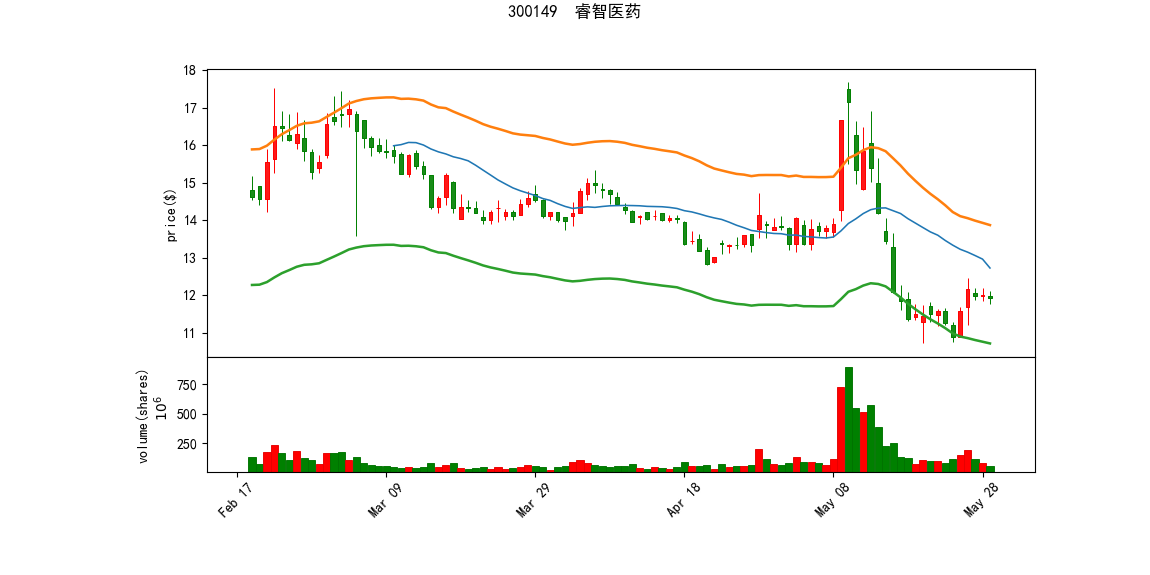 300149 睿智医药
price($)
18
17
16
15
14
13
12
11
volume(shares)
10^6
750
500
250
Feb 17
Mar 09
Mar 29
Apr 18
May 08
May 28